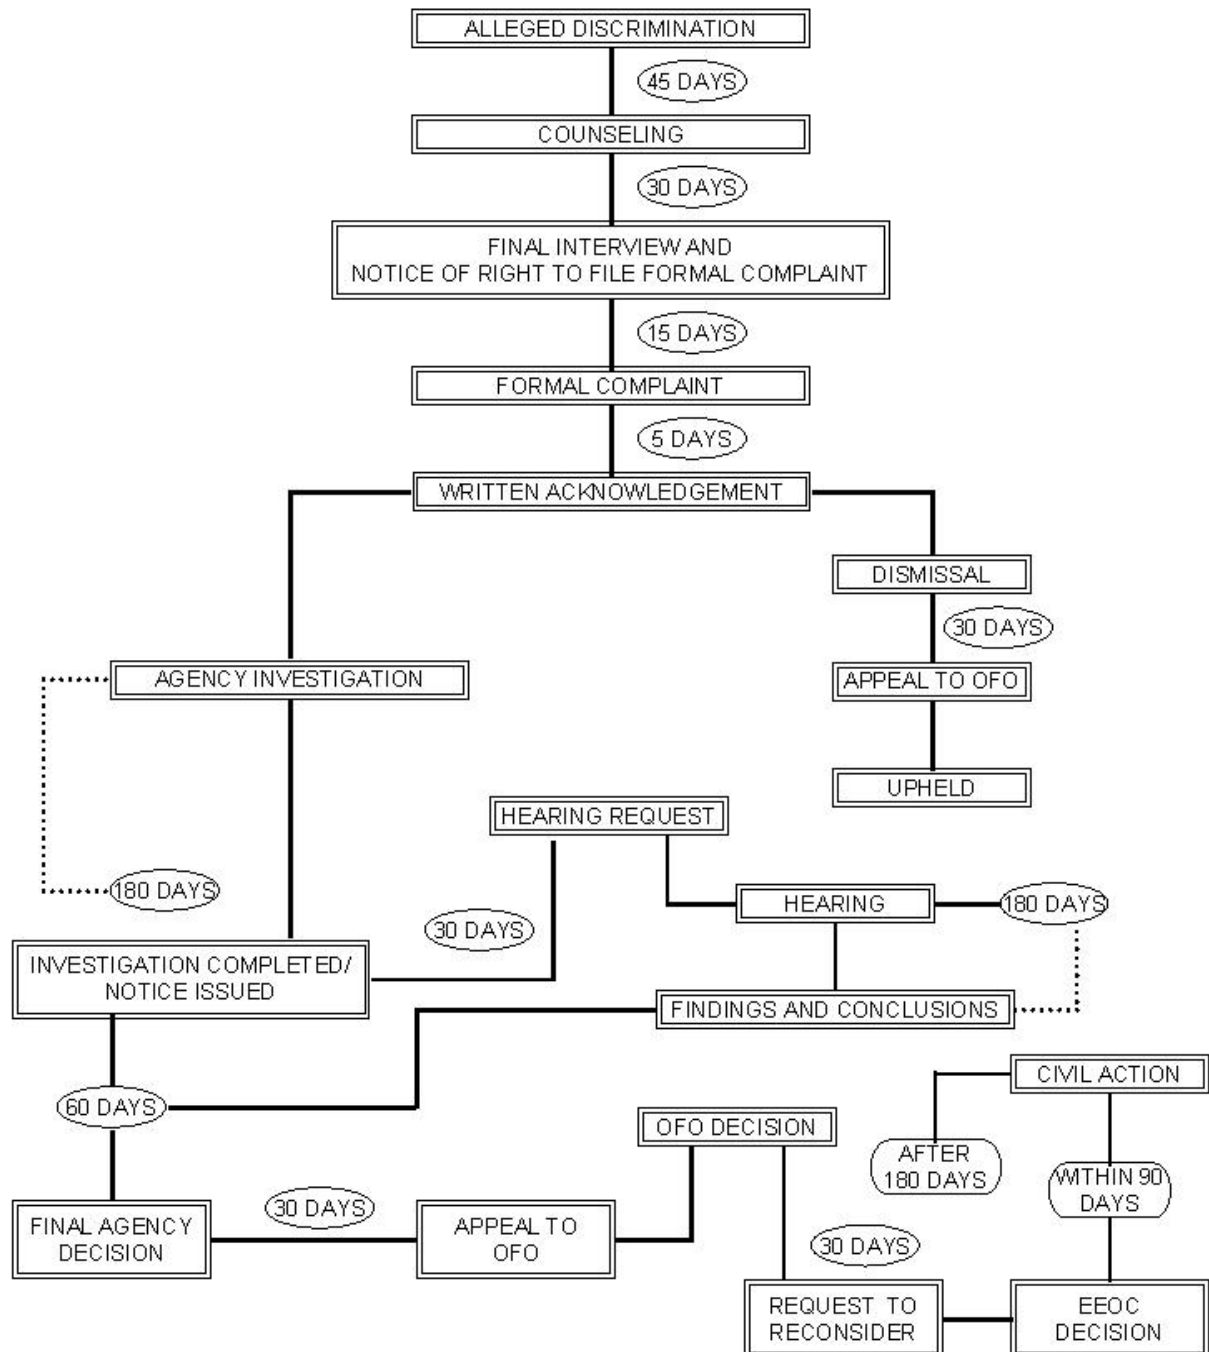 ALLEGED DISCRIMINATION
45 DAYS
COUNSELING
30 DAYS
FINAL INTERVIEW AND
NOTICE OF RIGHT TO FILE FORMAL COMPLAINT
15 DAYS
FORMAL COMPLAINT
5 DAYS
WRITTEN ACKNOWLEDGEMENT
DISMISSAL
30 DAYS
AGENCY INVESTIGATION
APPEAL TO OFO
UPHELD
HEARING REQUEST
180 DAYS
HEARING
180 DAYS
30 DAYS
INVESTIGATION COMPLETED/
NOTICE ISSUED
FINDINGS AND CONCLUSIONS
CIVIL ACTION
60 DAYS
OFO DECISION
AFTER
180 DAYS
WITHIN 90
DAYS
30 DAYS
FINAL AGENCY
DECISION
APPEAL TO
OFO
30 DAYS
REQUEST TO
RECONSIDER
EEOC
DECISION